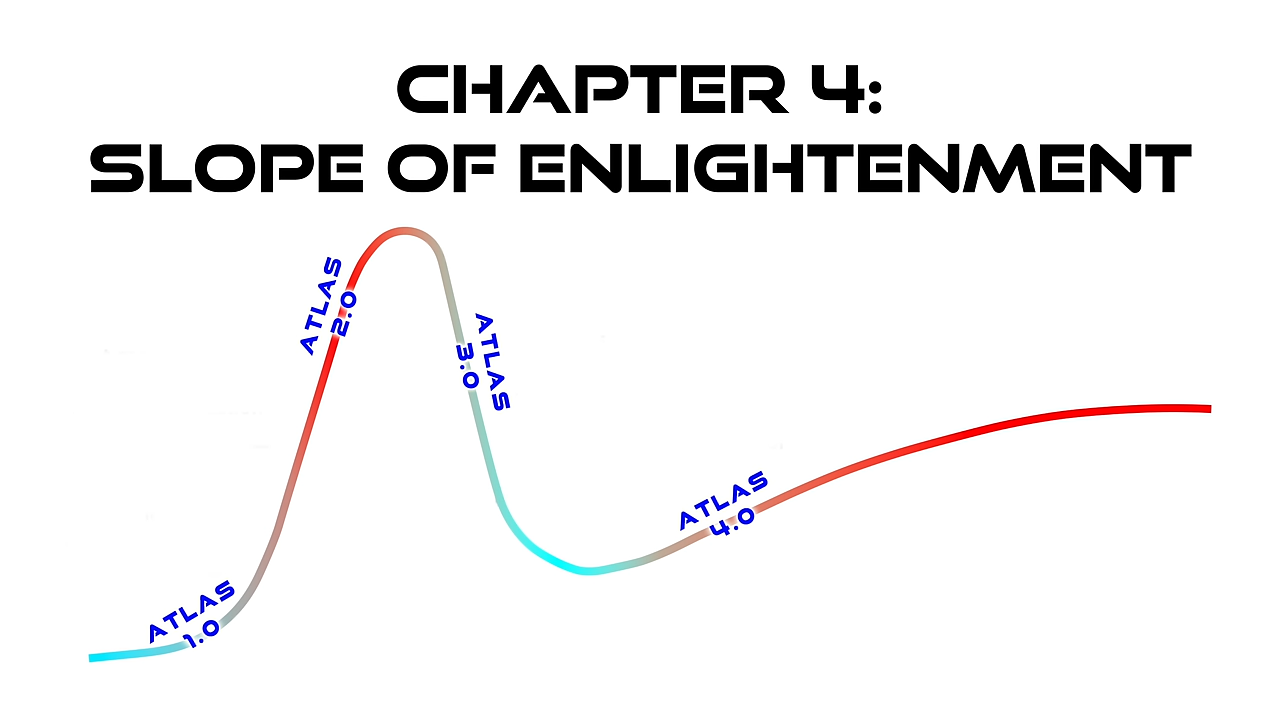 CHAPTER 4:
SLOPE OF ENLIGHTENMENT
ATLAS
1.0
ATLAS
2.0
ATLAS
3.0
ATLAS
4.0